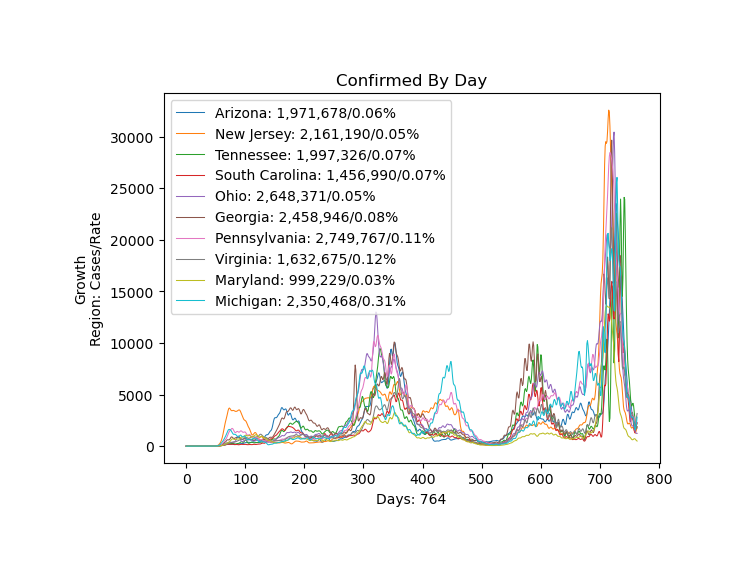 Confirmed By Day
Growth
Region: Cases/Rate
30000
25000
20000
15000
10000
5000
0
Arizona: 1,971,678/0.06%
New Jersey: 2,161,190/0.05%
Tennessee: 1,997,326/0.07%
South Carolina: 1,456,990/0.07%
Ohio: 2,648,371/0.05%
Georgia: 2,458,946/0.08%
Pennsylvania: 2,749,767/0.11%
Virginia: 1,632,675/0.12%
Maryland: 999,229/0.03%
Michigan: 2,350,468/0.31%
0 100 200 300 400 500 600 700 800
Days: 764